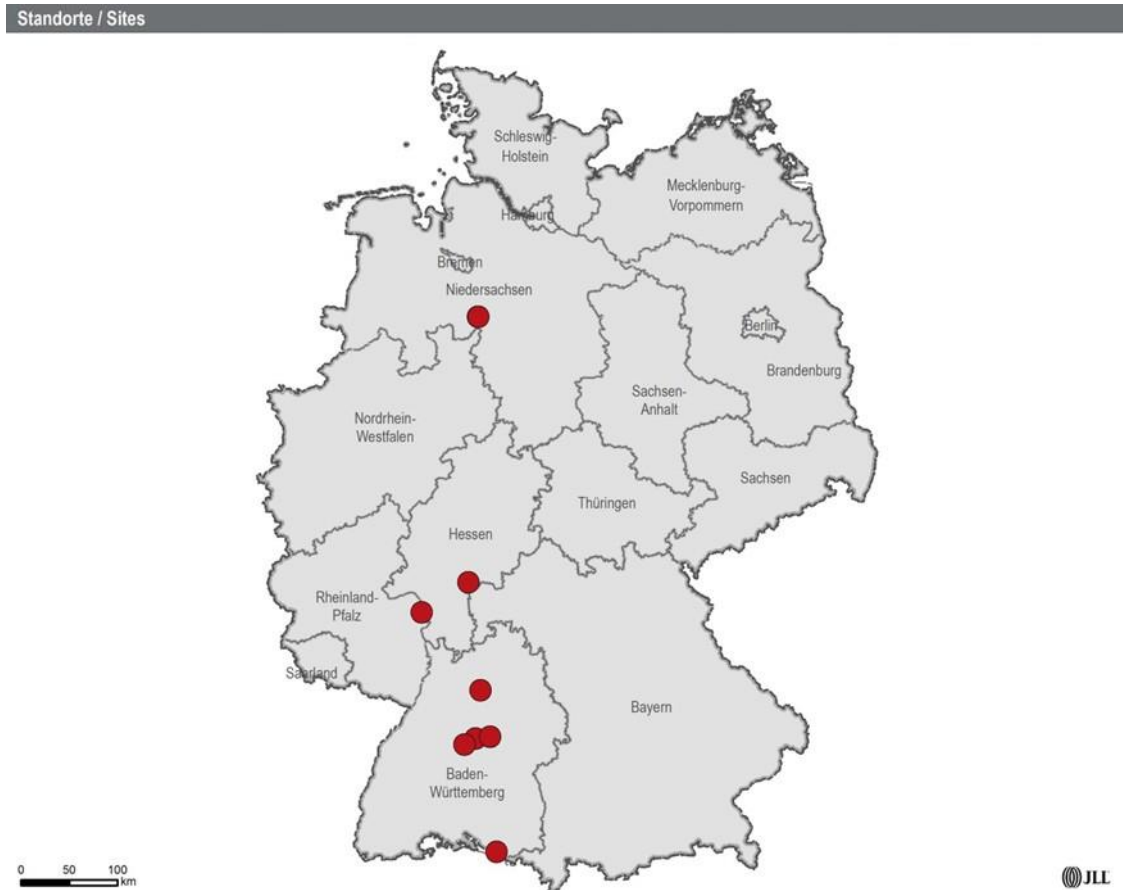 Standorte / Sites
Schleswig-
Holstein
Mecklenburg-
Vorpommern
Hamburg
Bremen
Niedersachsen
Berlin
Brandenburg
Sachsen-
Anhalt
Nordrhein-
Westfalen
Sachsen
Thüringen
Hessen
Rheinland-
Pfalz
Saarland
Bayern
Baden-
Württemberg
0 50 100
km
JLL